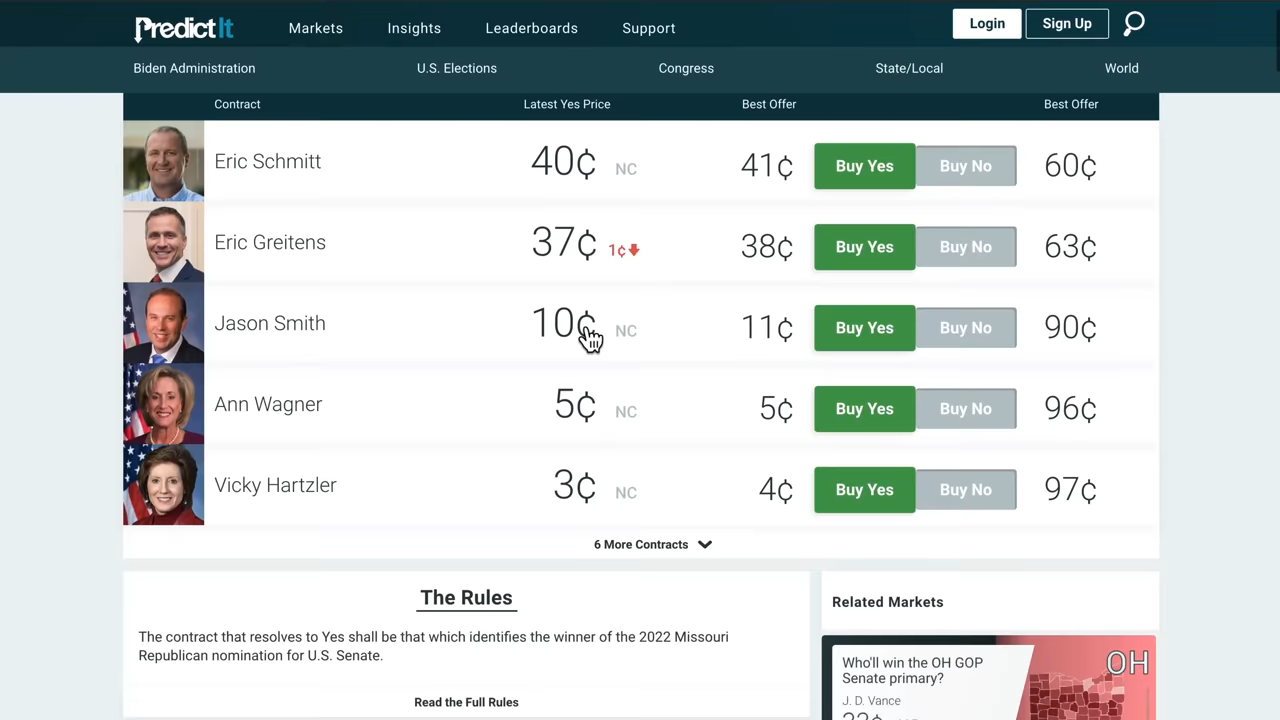 PredictIt
Markets
Insights
Leaderboards
Support
Login
Sign Up
Biden Administration
U.S. Elections
Congress
State/Local
World
Contract
Latest Yes Price
Best Offer
Best Offer
Eric Schmitt
40¢ NC
41¢
Buy Yes
Buy No
60¢
Eric Greitens
37¢ 1¢
38¢
Buy Yes
Buy No
63¢
Jason Smith
10¢ NC
11¢
Buy Yes
Buy No
90¢
Ann Wagner
5¢ NC
5¢
Buy Yes
Buy No
96¢
Vicky Hartzler
3¢ NC
4¢
Buy Yes
Buy No
97¢
6 More Contracts
The Rules
The contract that resolves to Yes shall be that which identifies the winner of the 2022 Missouri
Republican nomination for U.S. Senate.
Read the Full Rules
Related Markets
Who'll win the OH GOP
Senate primary?
J. D. Vance
OH